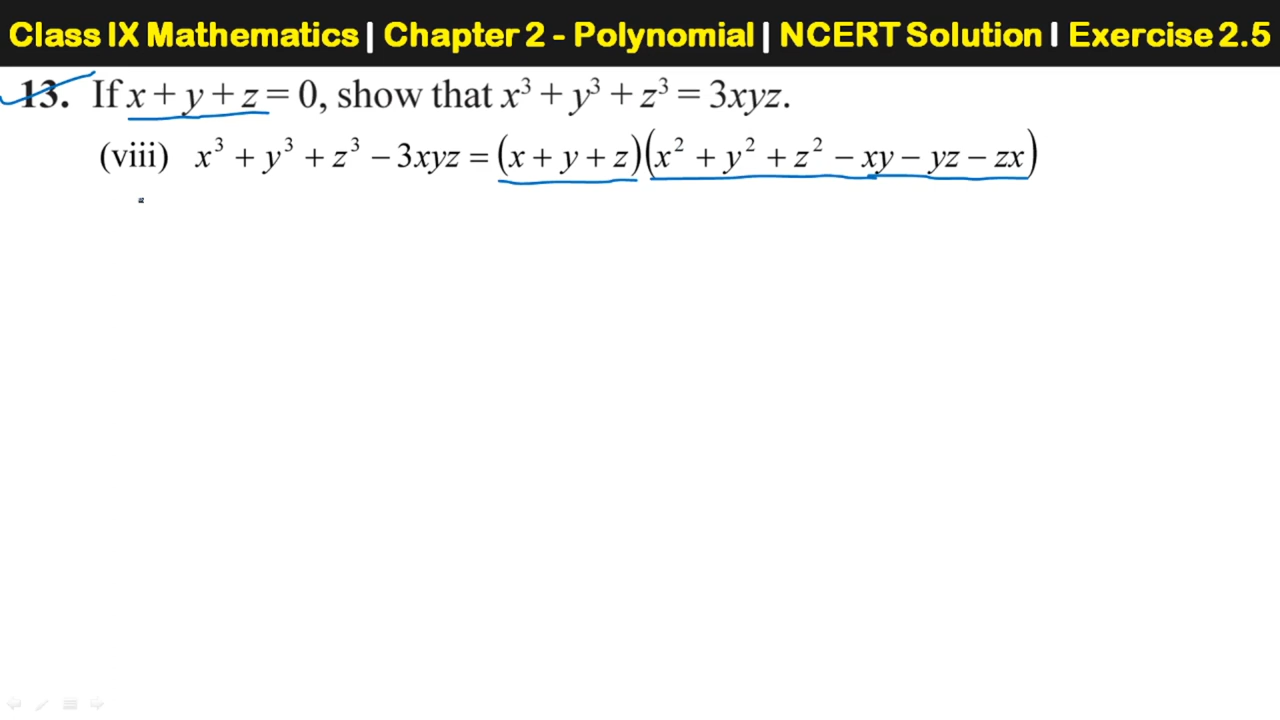 Class IX Mathematics | Chapter 2 - Polynomial | NCERT Solution I Exercise 2.5
13. If x + y + z = 0, show that x³ + y³ + z³ = 3xyz.
(viii) x³ + y³ + z³ − 3xyz = (x + y + z)(x² + y² + z² − xy − yz − zx)